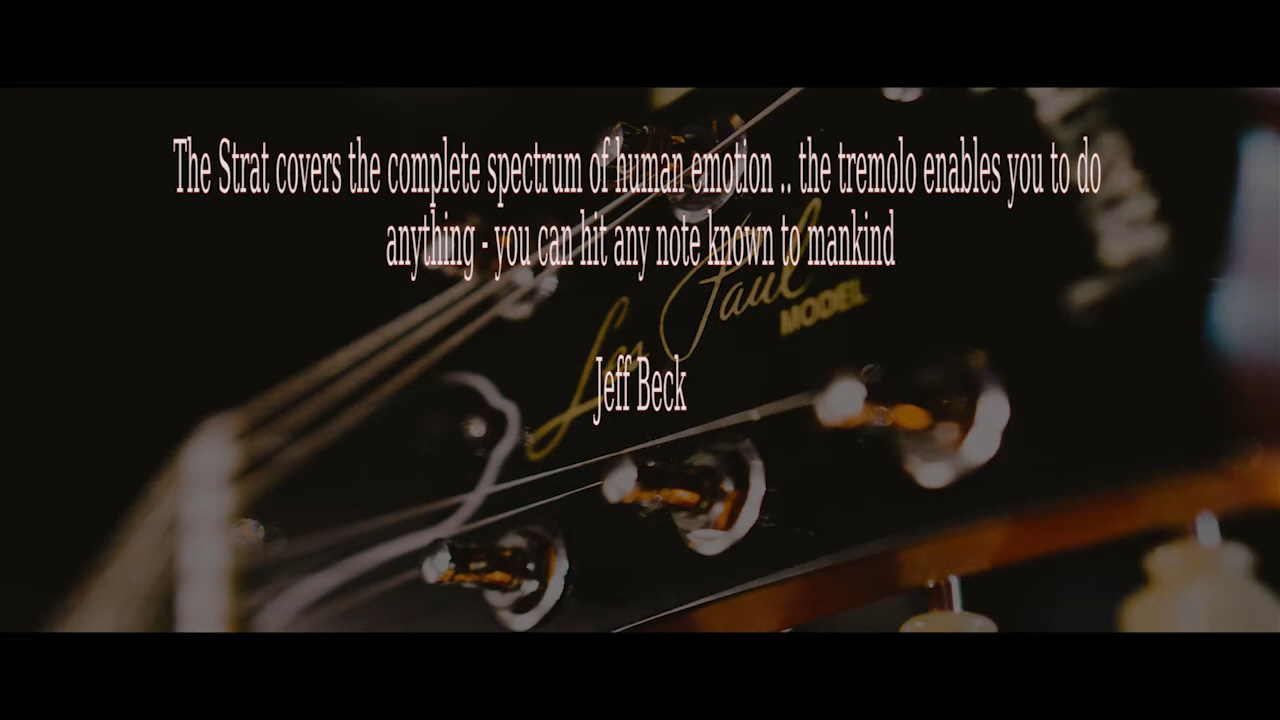 The Strat covers the complete spectrum of human emotion .. the tremolo enables you to do
anything - you can hit any note known to mankind
Les Paul
MODEL
Jeff Beck